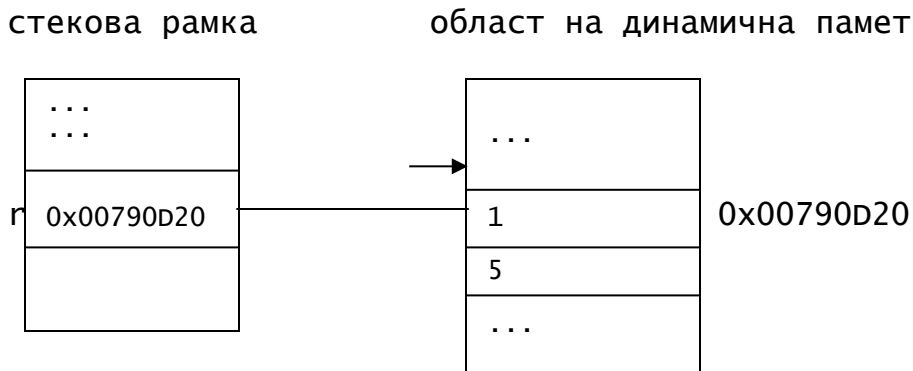 стекова рамка
област на динамична памет
...
...
...
r
0x00790D20
1
0x00790D20
5
...